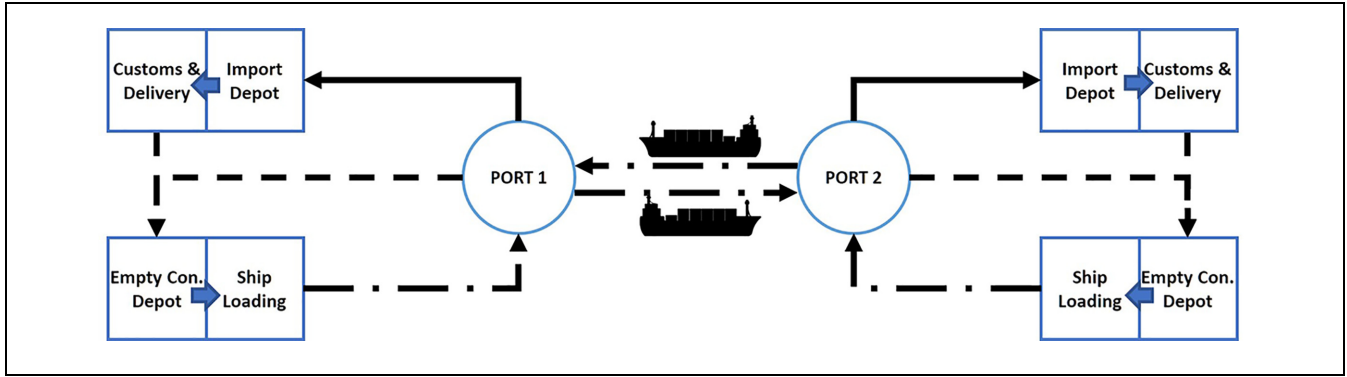 Customs &
Delivery
Import
Depot
Import
Depot
Customs &
Delivery
PORT 1
PORT 2
Empty Con.
Depot
Ship
Loading
Ship
Loading
Empty Con.
Depot